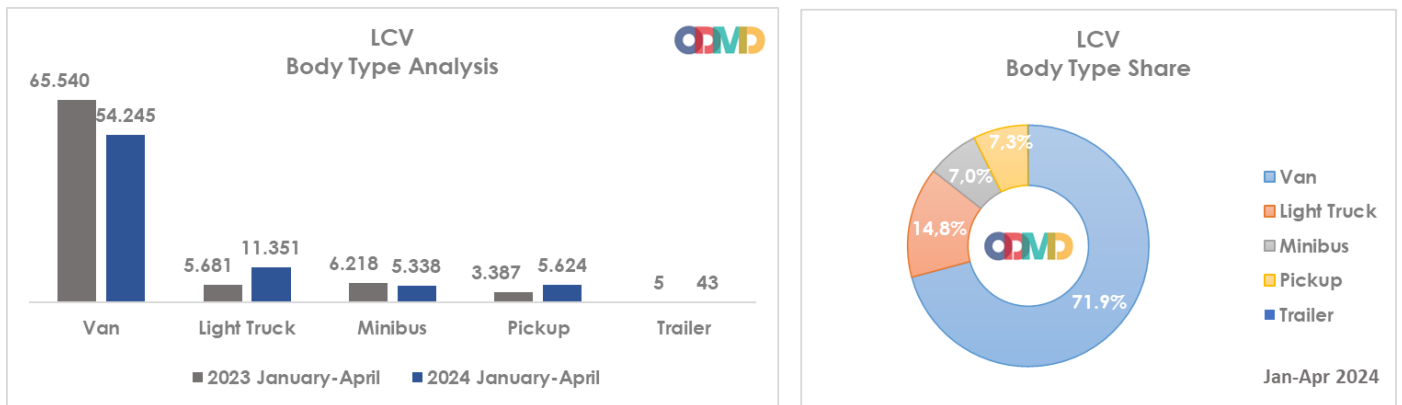 LCV
Body Type Analysis
ODMD
65.540
54.245
5.681
11.351
6.218
5.338
3.387
5.624
5
43
Van
Light Truck
Minibus
Pickup
Trailer
2023 January-April
2024 January-April
LCV
Body Type Share
7,3%
7,0%
14,8%
71.9%
ODMD
Van
Light Truck
Minibus
Pickup
Trailer
Jan-Apr 2024